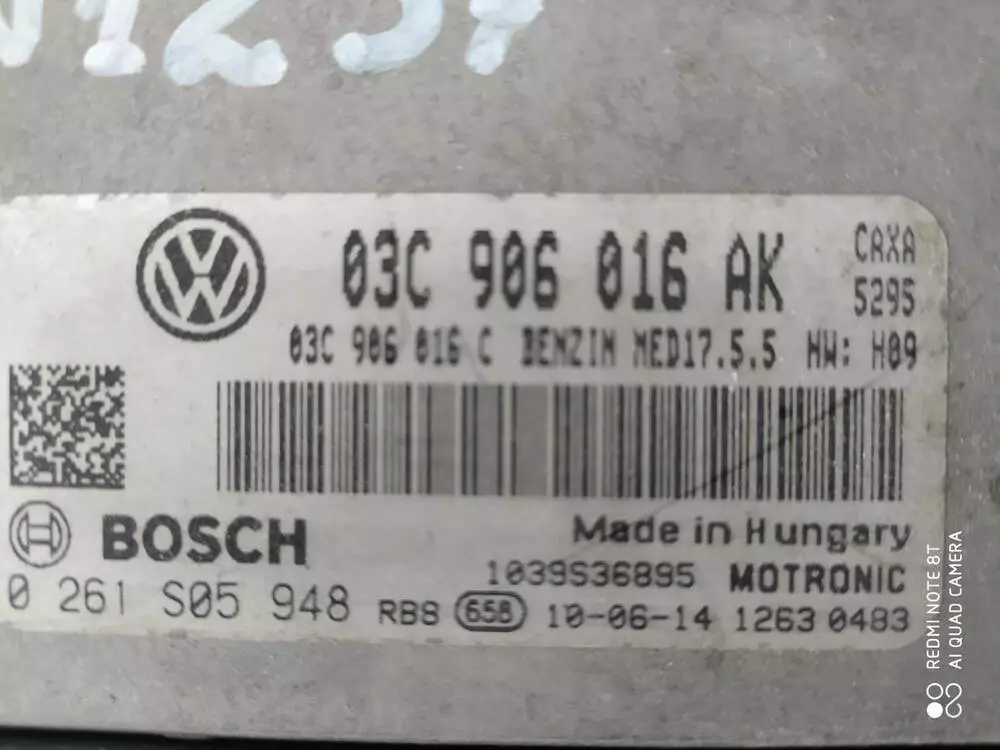 03C 906 016 AK
CAXA
5295
03C 906 016 C BENZIN MED17.5.5 HW: H09
BOSCH
Made in Hungary
1039S36895 MOTRONIC
0 261 S05 948 RB8 658 10-06-14 1263 0483
REDMI NOTE 8T
AI QUAD CAMERA